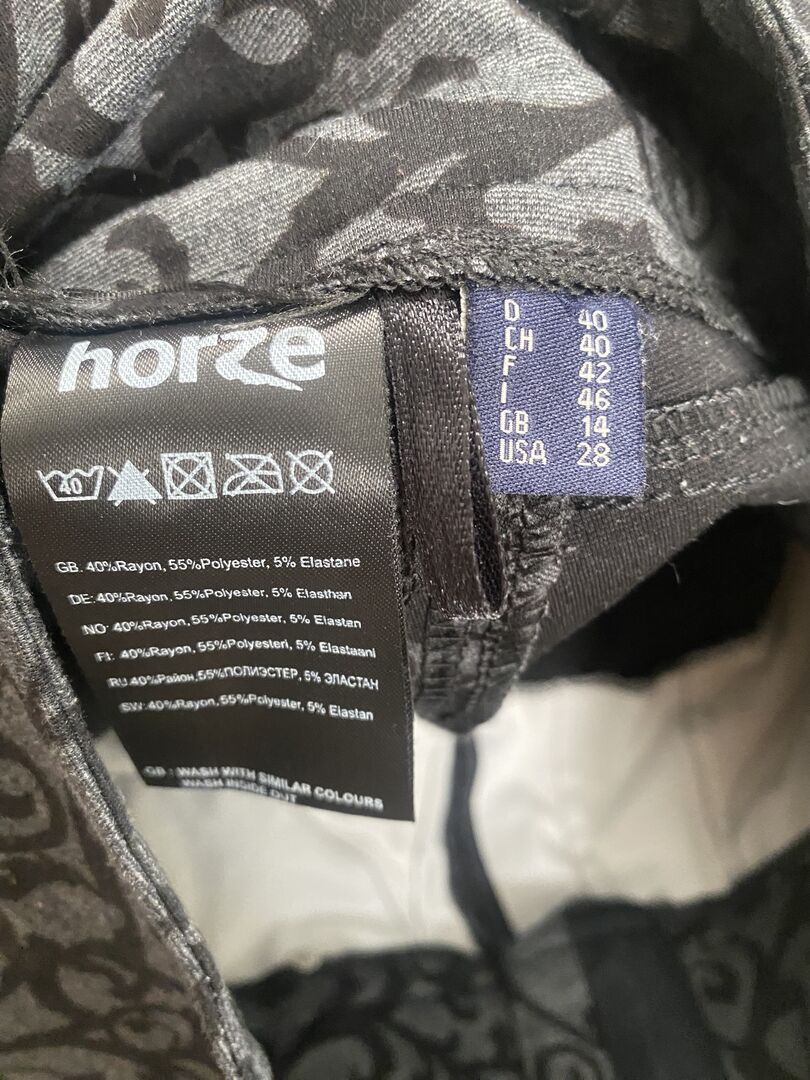 horze
40
GB: 40%Rayon, 55%Polyester, 5% Elastane
DE: 40%Rayon, 55%Polyester, 5% Elasthan
NO: 40%Rayon, 55%Polyester, 5% Elastan
FI: 40%Rayon, 55%Polyesteri, 5% Elastaani
RU 40%Район, 55%ПОЛИЭСТЕР, 5% ЭЛАСТАН
SW: 40%Rayon, 55%Polyester, 5% Elastan
GB: WASH WITH SIMILAR COLOURS
WASH INSIDE OUT
D 40
CH 40
F 42
I 46
GB 14
USA 28